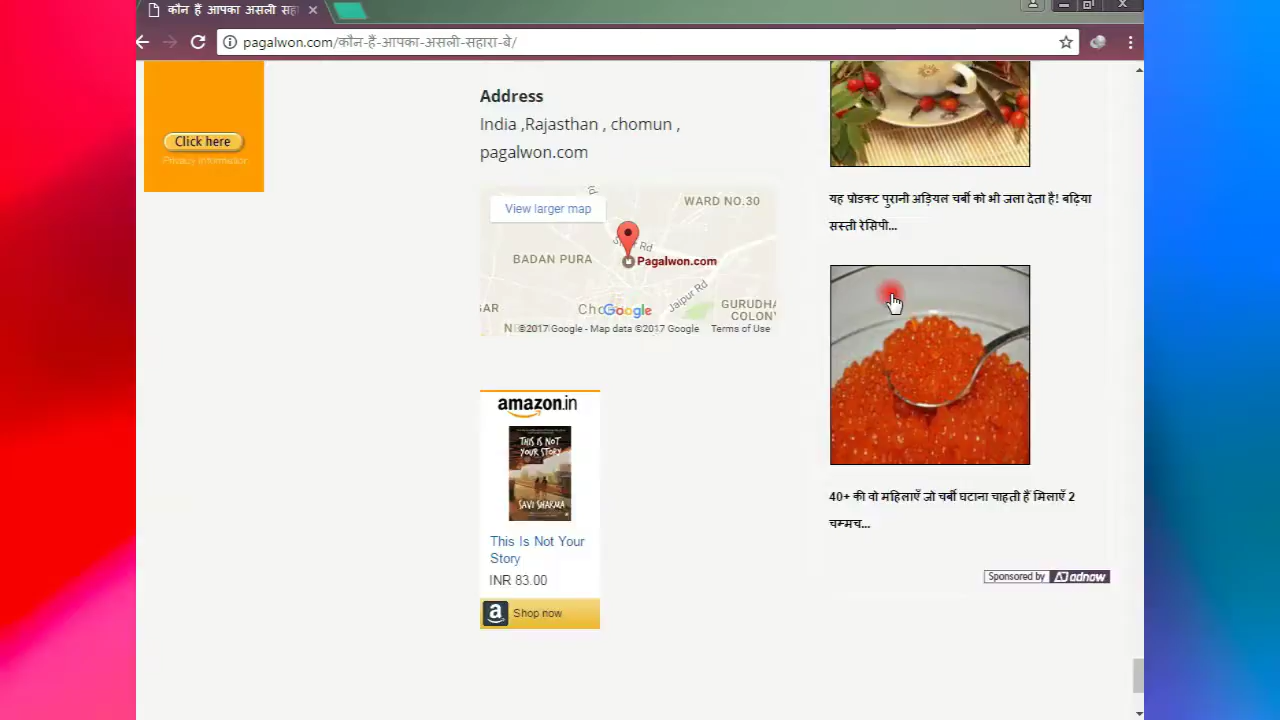 कौन हैं आपका असली सहा
pagalwon.com/कौन-हैं-आपका-असली-सहारा-बे/
Click here
Privacy Information
Address
India ,Rajasthan , chomun ,
pagalwon.com
View larger map
WARD NO.30
BADAN PURA
Pagalwon.com
Jaipur Rd
GURUDHA
COLONY
Google
©2017 Google - Map data ©2017 Google Terms of Use
amazon.in
THIS IS NOT
YOUR STORY
SAVI SHARMA
This Is Not Your
Story
INR 83.00
a Shop now
यह प्रोडक्ट पुरानी अड़ियल चर्बी को भी जला देता है! बढ़िया
सस्ती रेसिपी...
40+ की वो महिलाएँ जो चर्बी घटाना चाहती हैं मिलाएँ 2
चम्मच...
Sponsored by adnow